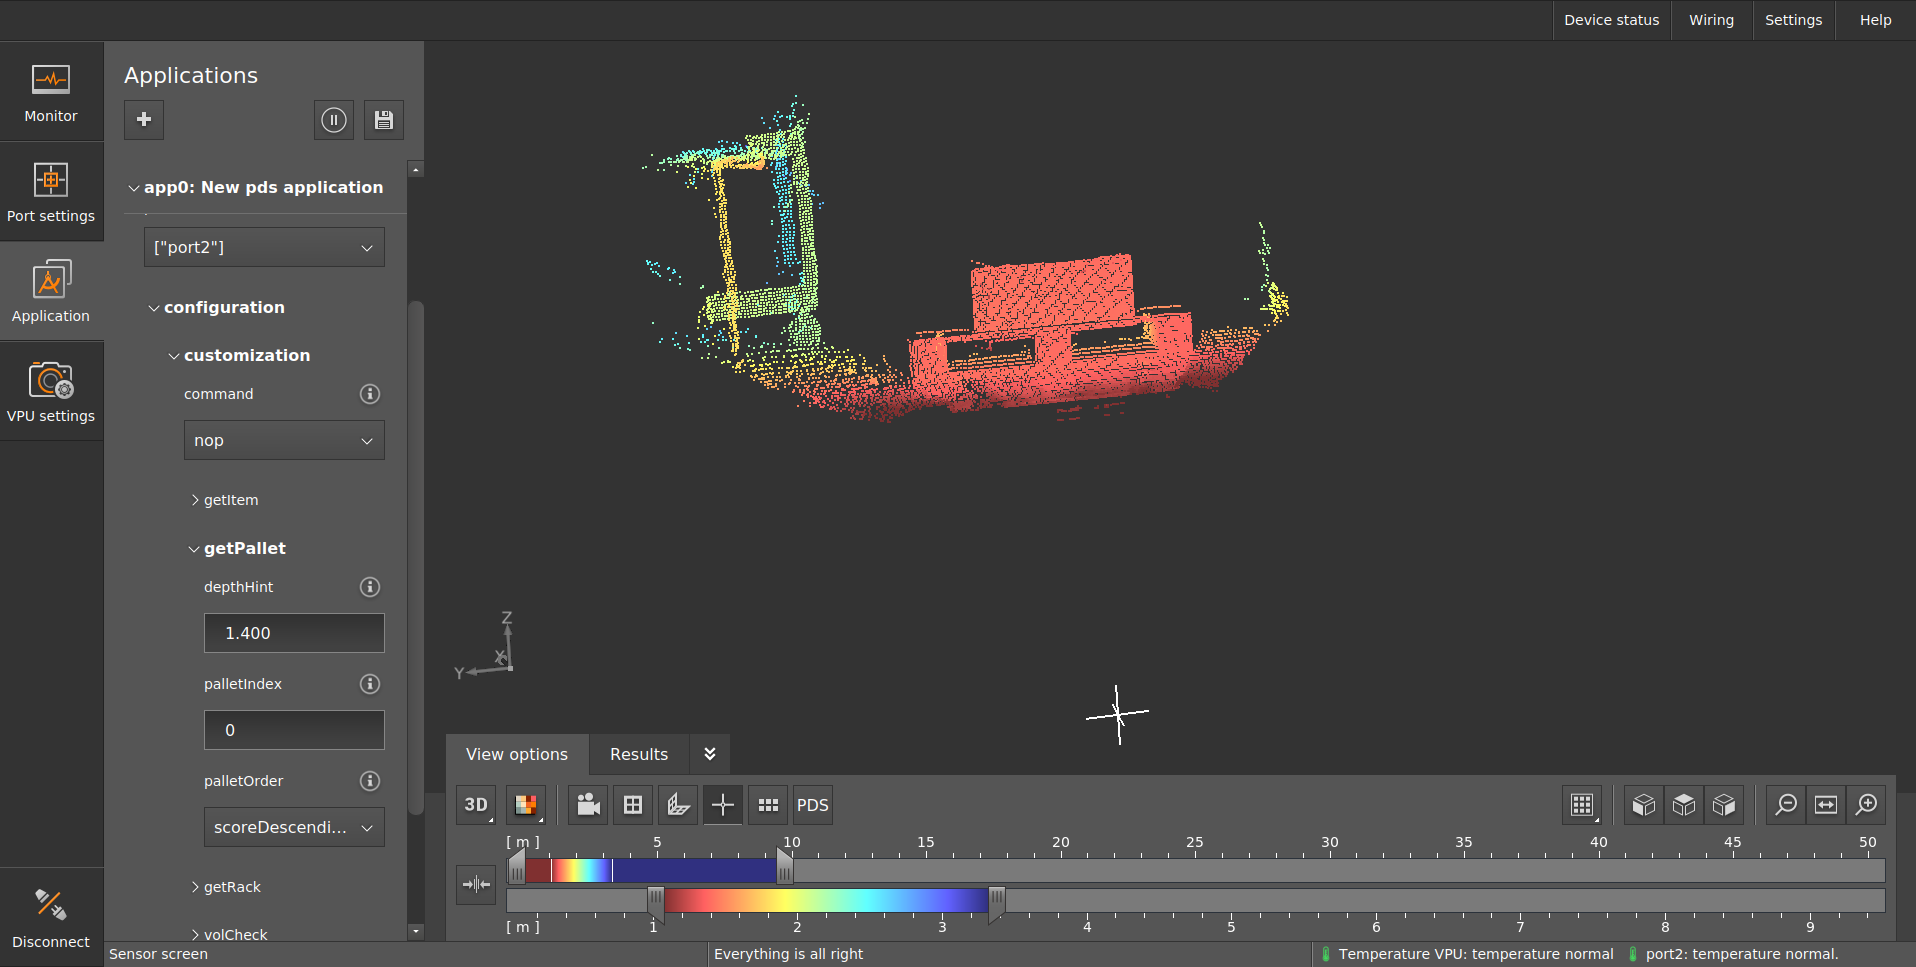 Device status Wiring Settings Help
Monitor
Port settings
Application
VPU settings
Disconnect
Applications
app0: New pds application
["port2"]
configuration
customization
command
nop
getItem
getPallet
depthHint
1.400
palletIndex
0
palletOrder
scoreDescendi...
getRack
volCheck
Z
X
Y
View options Results
3D PDS
[ m ] 5 10 15 20 25 30 35 40 45 50
[ m ] 1 2 3 4 5 6 7 8 9
Sensor screen Everything is all right Temperature VPU: temperature normal port2: temperature normal.